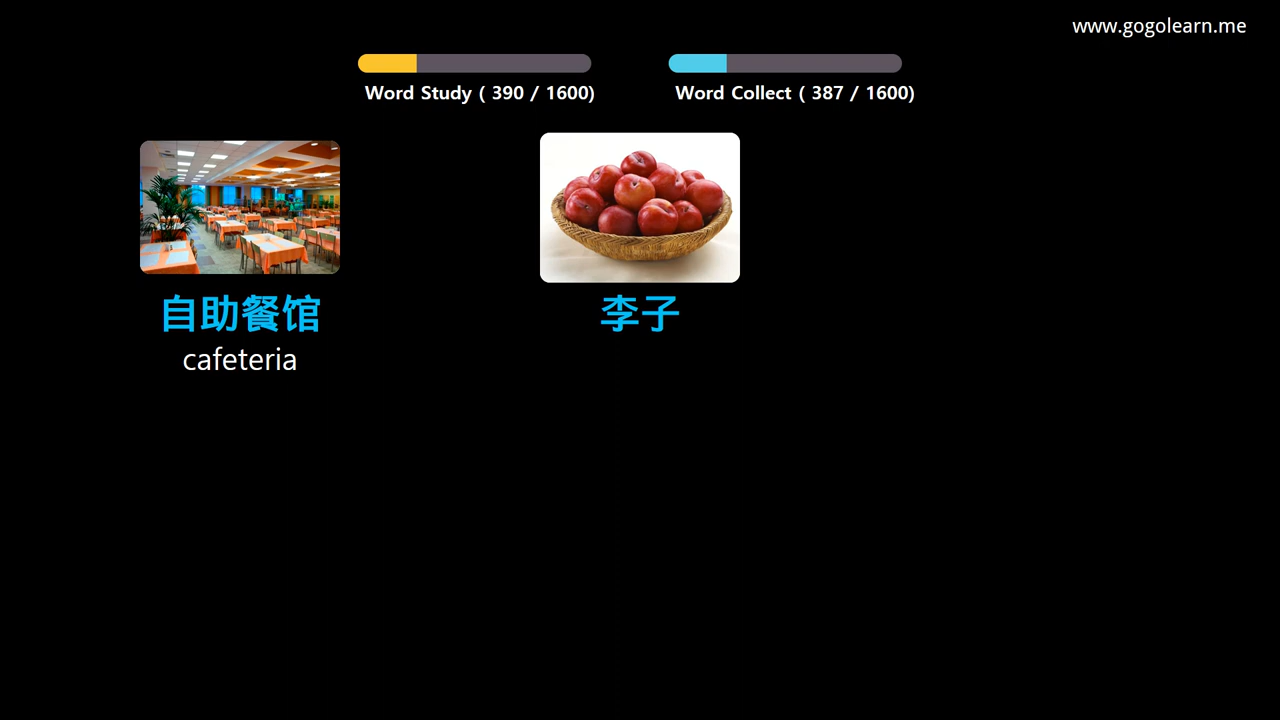 www.gogolearn.me
Word Study ( 390 / 1600)
Word Collect ( 387 / 1600)
自助餐馆
cafeteria
李子